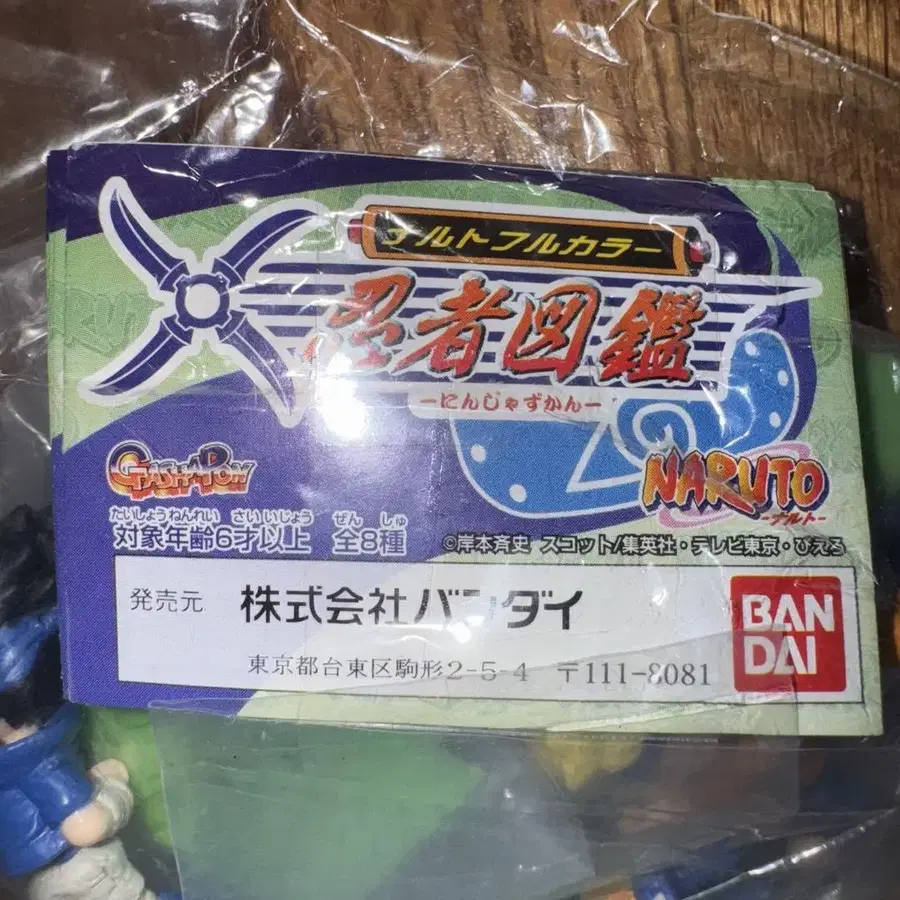 ナルトフルカラー
忍者図鑑
-にんじゃずかん-
GASHAPON
NARUTO
-ナルト-
たいしょうねんれい さいいじょう ぜん しゅ
対象年齢6才以上 全8種
©岸本斉史 スコット/集英社・テレビ東京・ぴえろ
発売元 株式会社バンダイ
BAN
DAI
東京都台東区駒形2-5-4 〒111-8081